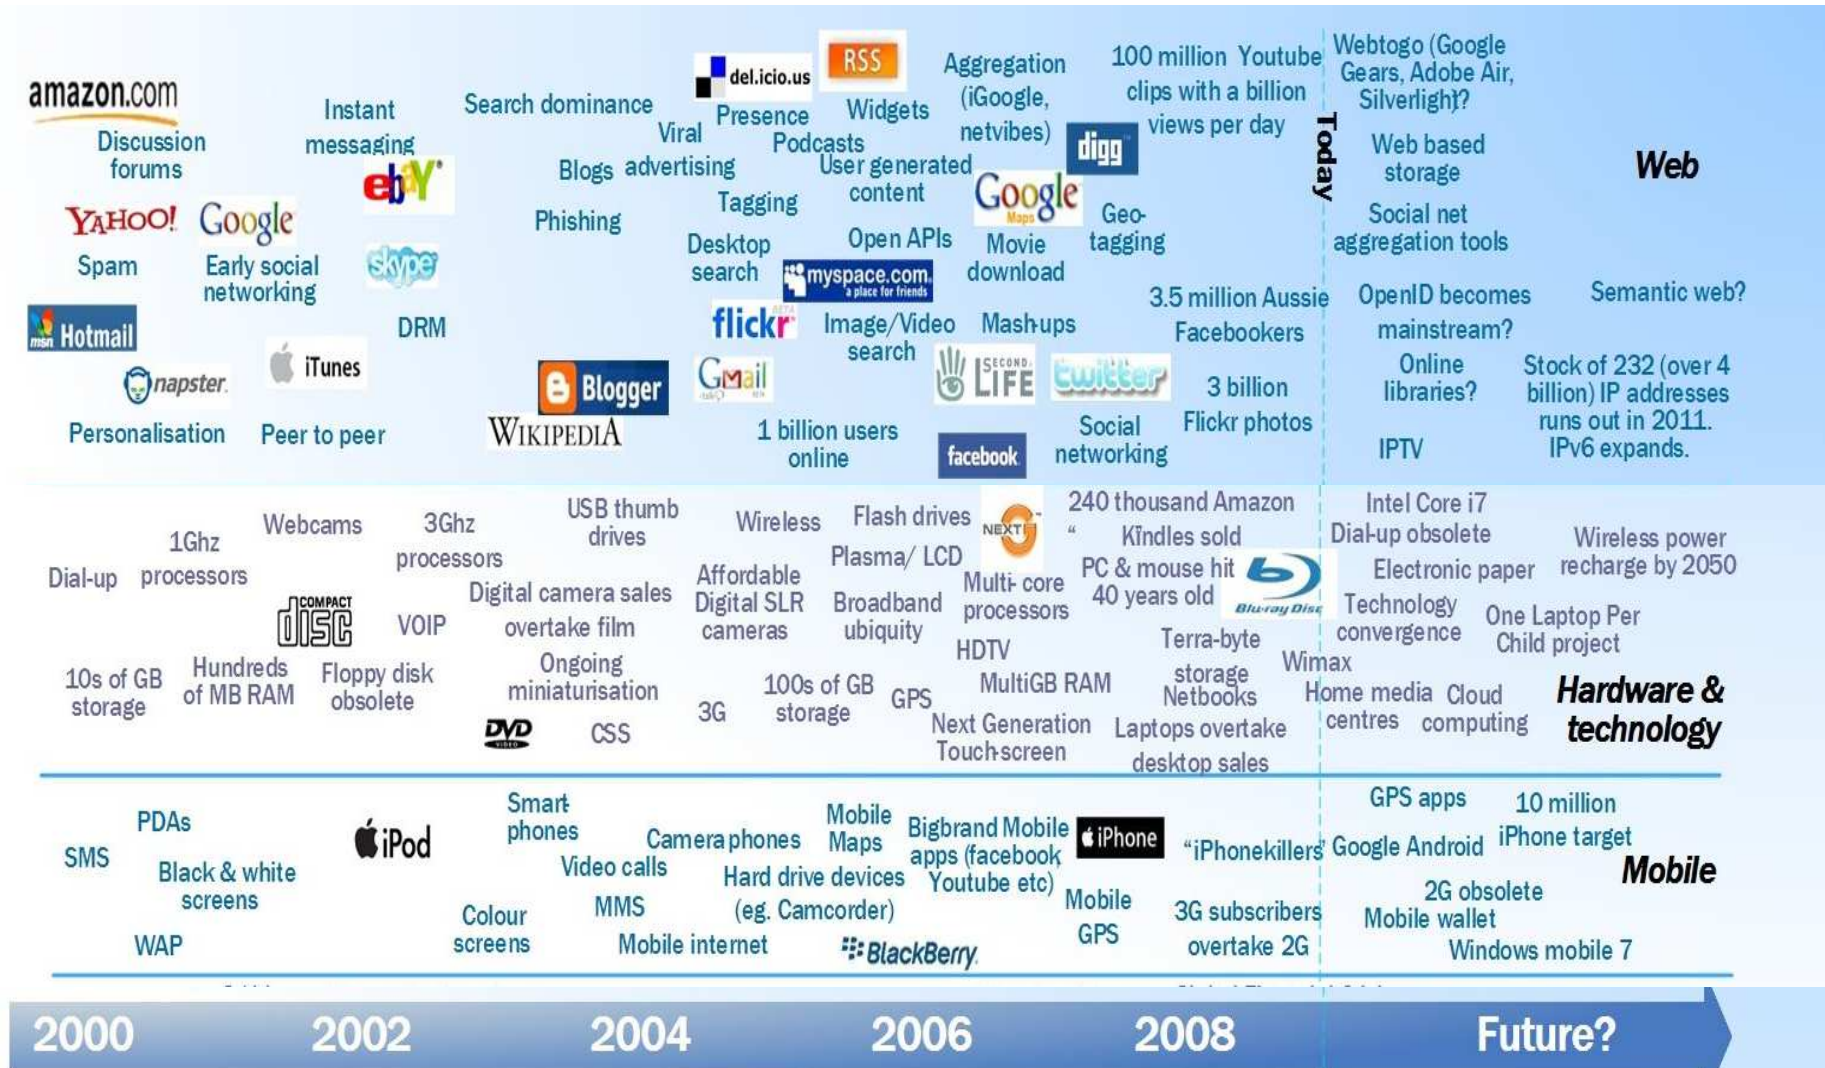 amazon.com
Discussion
forums
YAHOO!
Google
Spam
Early social
networking
msn Hotmail
napster.
Personalisation
Instant
messaging
ebaY
skype
DRM
iTunes
Peer to peer
Search dominance
Blogs
Viral
advertising
Phishing
Blogger
WIKIPEDIA
del.icio.us
Presence
Podcasts
Tagging
Desktop
search
flickr
BETA
GMail
1 billion users
online
RSS
Widgets
User generated
content
Open APIs
myspace.com.
a place for friends
Image/Video
search
Aggregation
(iGoogle,
netvibes)
Google
Maps
Movie
download
Mash-ups
SECOND
LIFE
facebook
digg
Geo-
tagging
twitter
Social
networking
100 million Youtube
clips with a billion
views per day
3.5 million Aussie
Facebookers
3 billion
Flickr photos
Today
Webtogo (Google
Gears, Adobe Air,
Silverlight?
Web based
storage
Social net
aggregation tools
OpenID becomes
mainstream?
Online
libraries?
IPTV
Web
Semantic web?
Stock of 232 (over 4
billion) IP addresses
runs out in 2011.
IPv6 expands.
Dial-up
1Ghz
processors
10s of GB
storage
Hundreds
of MB RAM
Webcams
COMPACT
disc
Floppy disk
obsolete
3Ghz
processors
VOIP
USB thumb
drives
Digital camera sales
overtake film
Ongoing
miniaturisation
DVD
VIDEO
CSS
Wireless
Affordable
Digital SLR
cameras
3G
100s of GB
storage
Flash drives
Plasma/ LCD
Broadband
ubiquity
GPS
NEXT G
Multi- core
processors
HDTV
MultiGB RAM
Next Generation
Touch-screen
240 thousand Amazon
“ Kindles sold
PC & mouse hit
40 years old
Blu-ray Disc
Terra-byte
storage
Netbooks
Laptops overtake
desktop sales
Wimax
Intel Core i7
Dial-up obsolete
Electronic paper
Technology
convergence
Home media
centres
Cloud
computing
Wireless power
recharge by 2050
One Laptop Per
Child project
Hardware &
technology
SMS
PDAs
Black & white
screens
WAP
iPod
Smart
phones
Video calls
Colour
screens
MMS
Mobile internet
Camera phones
Hard drive devices
(eg. Camcorder)
Mobile
Maps
BlackBerry.
Bigbrand Mobile
apps (facebook,
Youtube etc)
iPhone
Mobile
GPS
“iPhonekillers”
3G subscribers
overtake 2G
GPS apps
Google Android
10 million
iPhone target
2G obsolete
Mobile wallet
Windows mobile 7
Mobile
2000
2002
2004
2006
2008
Future?